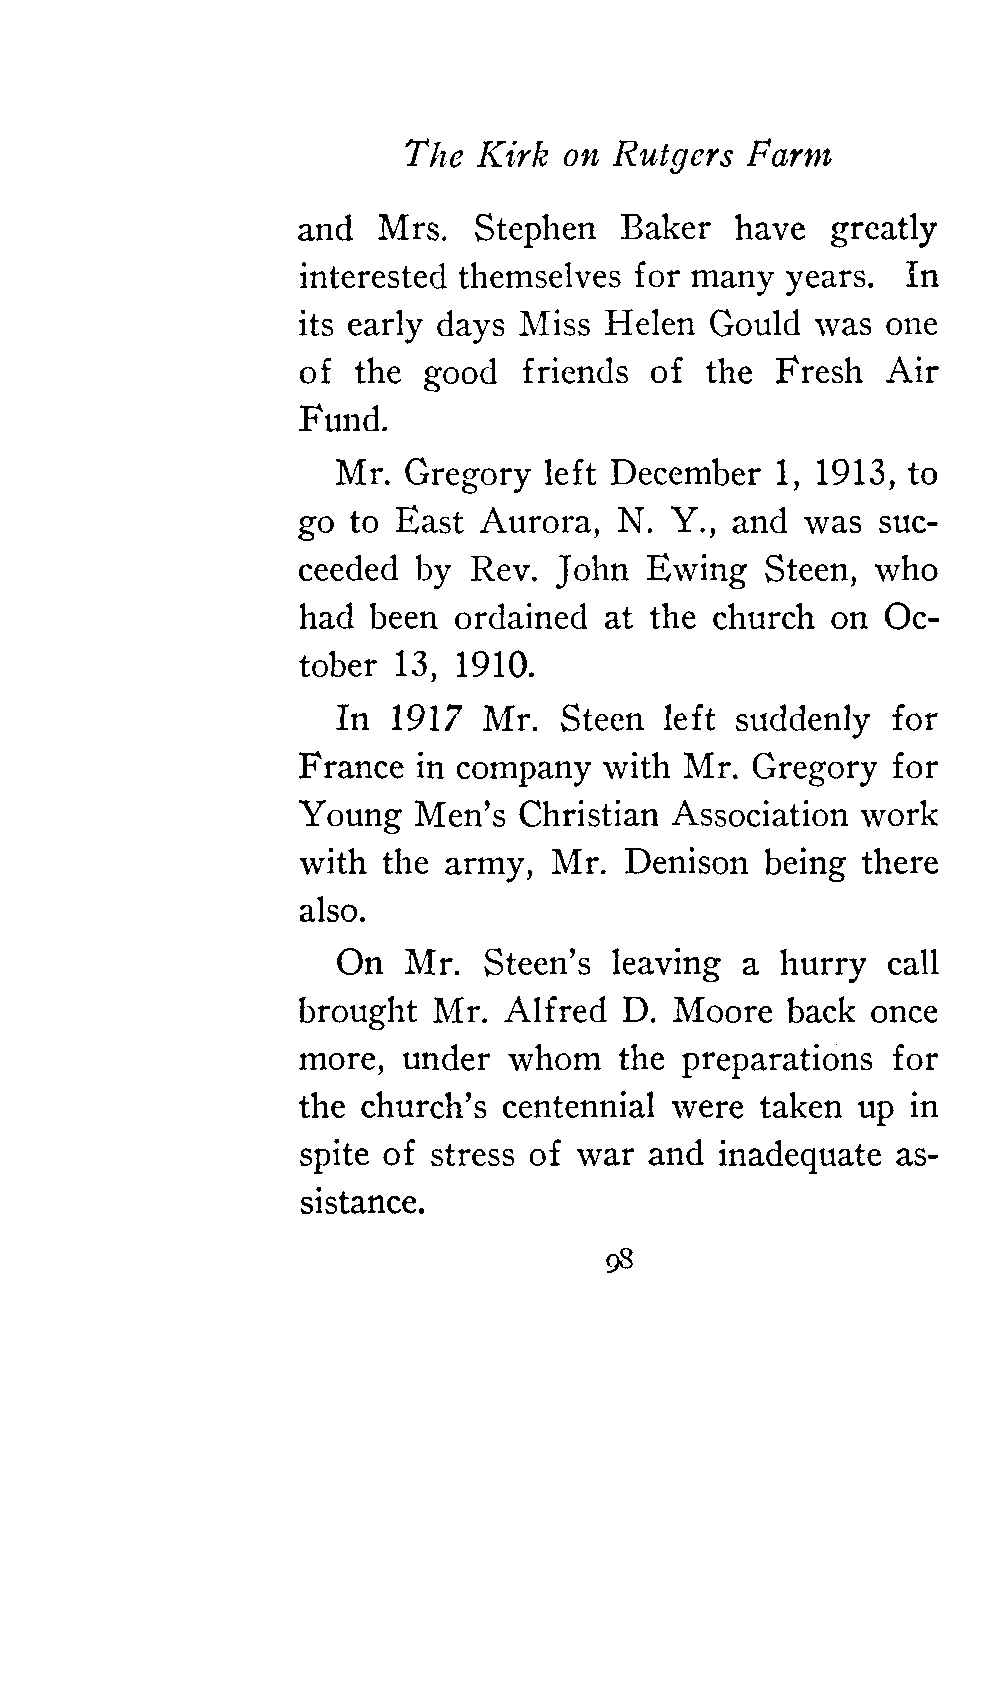 The Kirk on Rutgers Farm
and Mrs. Stephen Baker have greatly
interested themselves for many years. In
its early days Miss Helen Gould was one
of the good friends of the Fresh Air
Fund.
Mr. Gregory left December 1, 1913, to
go to East Aurora, N. Y., and was suc-
ceeded by Rev. John Ewing Steen, who
had been ordained at the church on Oc-
tober 13, 1910.
In 1917 Mr. Steen left suddenly for
France in company with Mr. Gregory for
Young Men's Christian Association work
with the army, Mr. Denison being there
also.
On Mr. Steen's leaving a hurry call
brought Mr. Alfred D. Moore back once
more, under whom the preparations for
the church's centennial were taken up in
spite of stress of war and inadequate as-
sistance.
98